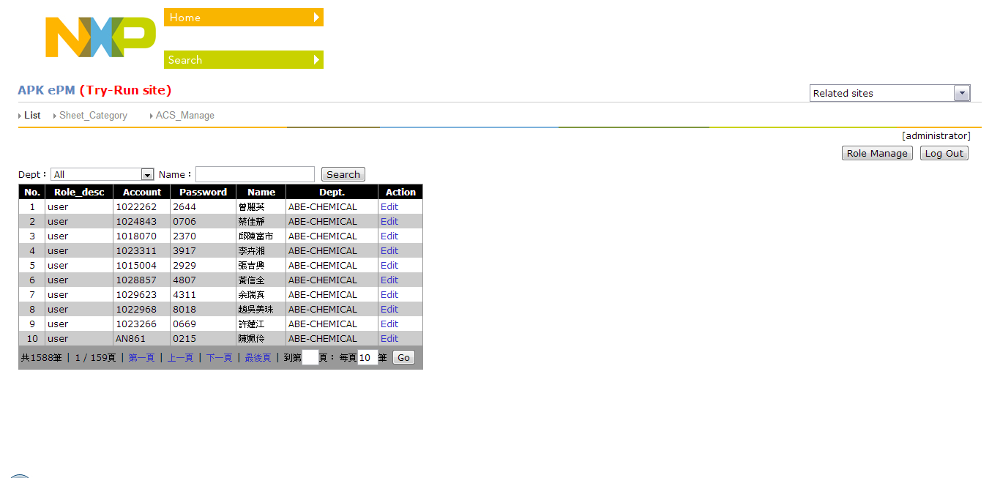 NXP
Home
Search
APK ePM (Try-Run site)
Related sites
List Sheet_Category ACS_Manage
[administrator]
Role Manage Log Out
Dept: All Name: Search
No. Role_desc Account Password Name Dept. Action
1 user 1022262 2644 曾麗英 ABE-CHEMICAL Edit
2 user 1024843 0706 蔡佳靜 ABE-CHEMICAL Edit
3 user 1018070 2370 邱陳富市 ABE-CHEMICAL Edit
4 user 1023311 3917 李卉湘 ABE-CHEMICAL Edit
5 user 1015004 2929 張吉興 ABE-CHEMICAL Edit
6 user 1028857 4807 黃信全 ABE-CHEMICAL Edit
7 user 1029623 4311 余瑞真 ABE-CHEMICAL Edit
8 user 1022968 8018 趙吳美珠 ABE-CHEMICAL Edit
9 user 1023266 0669 ABE-CHEMICAL Edit
10 user AN861 0215 陳姵伶 ABE-CHEMICAL Edit
共1588筆 | 1 / 159頁 | 第一頁 | 上一頁 | 下一頁 | 最後頁 | 到第 頁: 每頁 10 筆 Go